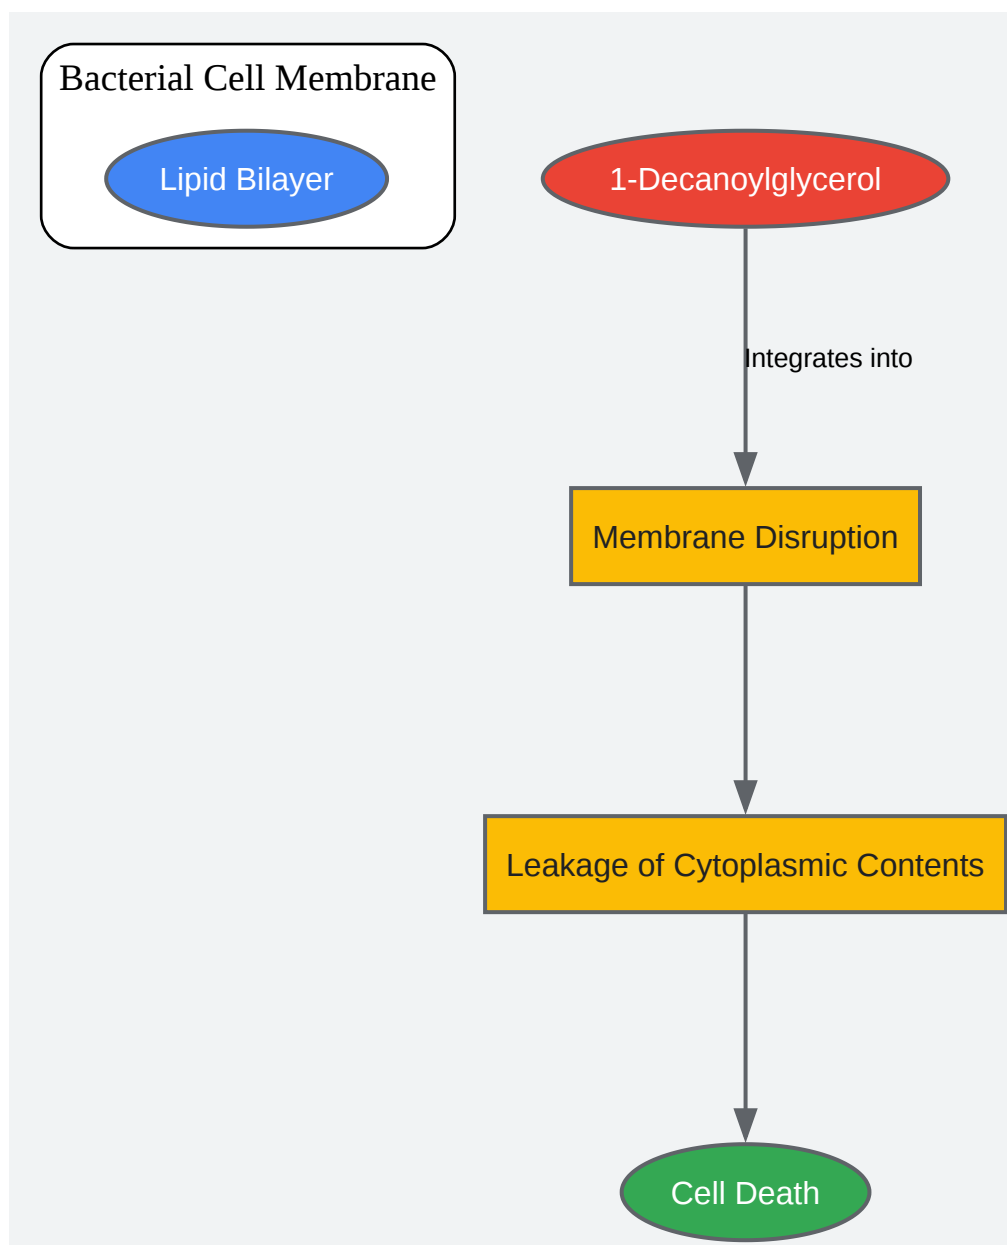 Bacterial Cell Membrane
Lipid Bilayer
1-Decanoylglycerol
Integrates into
Membrane Disruption
Leakage of Cytoplasmic Contents
Cell Death